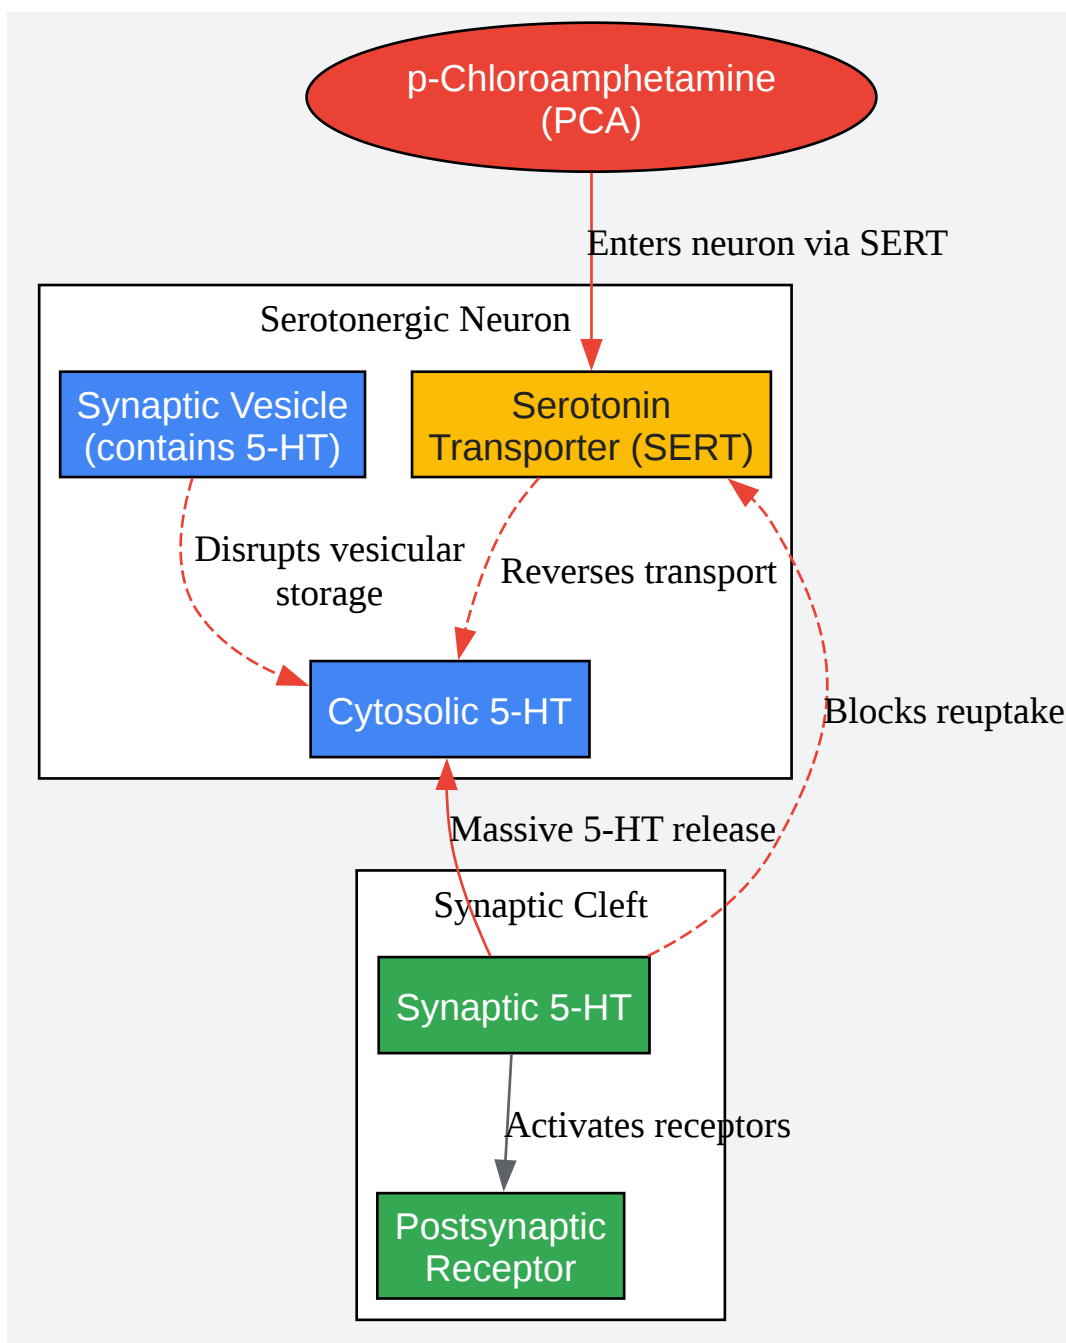 p-Chloroamphetamine
(PCA)
Enters neuron via SERT
Serotonergic Neuron
Synaptic Vesicle
(contains 5-HT)
Serotonin
Transporter (SERT)
Disrupts vesicular
storage
Reverses transport
Cytosolic 5-HT
Blocks reuptake
Massive 5-HT release
Synaptic Cleft
Synaptic 5-HT
Activates receptors
Postsynaptic
Receptor